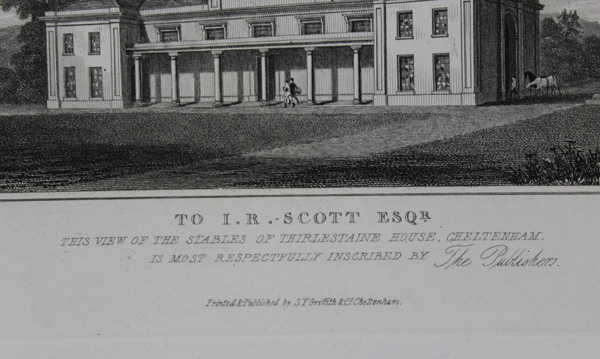 TO I.R. SCOTT ESQR.
THIS VIEW OF THE STABLES OF THIRLESTAINE HOUSE, CHELTENHAM.
IS MOST RESPECTFULLY INSCRIBED BY The Publishers.
Printed & Published by S.Y. Griffith & Co. Cheltenham.